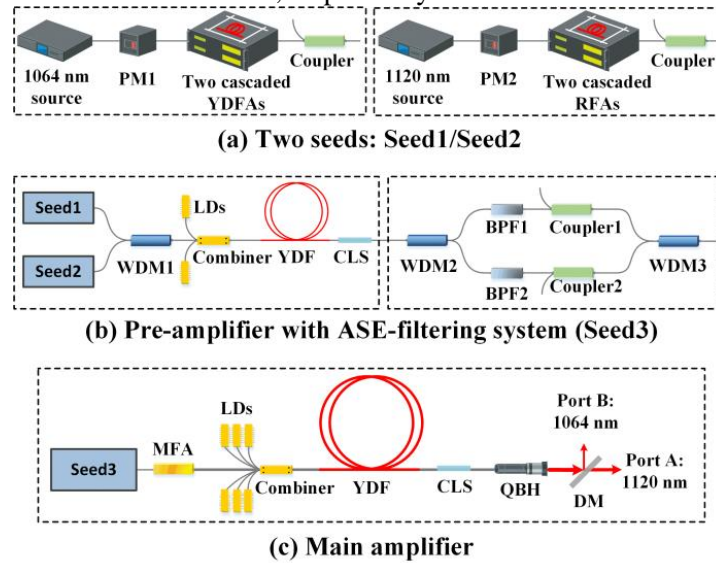 1064 nm source
PM1
Two cascaded YDFAs
Coupler
1120 nm source
PM2
Two cascaded RFAs
Coupler
(a) Two seeds: Seed1/Seed2
Seed1
Seed2
WDM1
LDs
Combiner
YDF
CLS
WDM2
BPF1
Coupler1
BPF2
Coupler2
WDM3
(b) Pre-amplifier with ASE-filtering system (Seed3)
Seed3
MFA
LDs
Combiner
YDF
CLS
QBH
DM
Port B:
1064 nm
Port A:
1120 nm
(c) Main amplifier